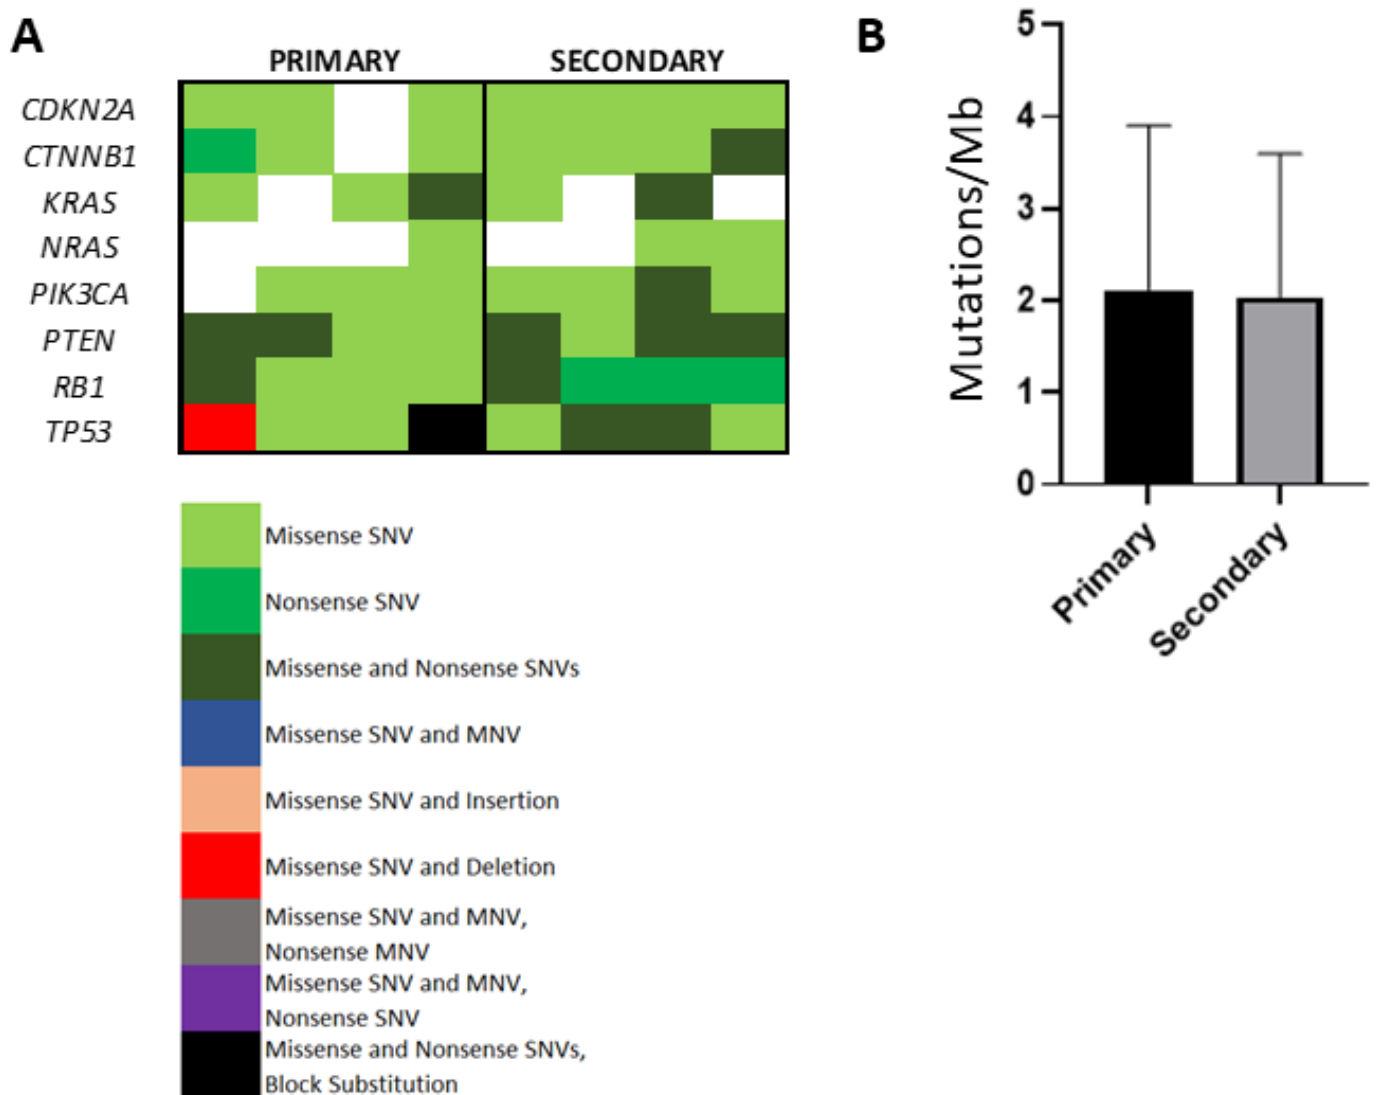 A
PRIMARY
SECONDARY
CDKN2A
CTNNB1
KRAS
NRAS
PIK3CA
PTEN
RB1
TP53
Missense SNV
Nonsense SNV
Missense and Nonsense SNVs
Missense SNV and MNV
Missense SNV and Insertion
Missense SNV and Deletion
Missense SNV and MNV,
Nonsense MNV
Missense SNV and MNV,
Nonsense SNV
Missense and Nonsense SNVs,
Block Substitution
B
Mutations/Mb
5
4
3
2
1
0
Primary
Secondary